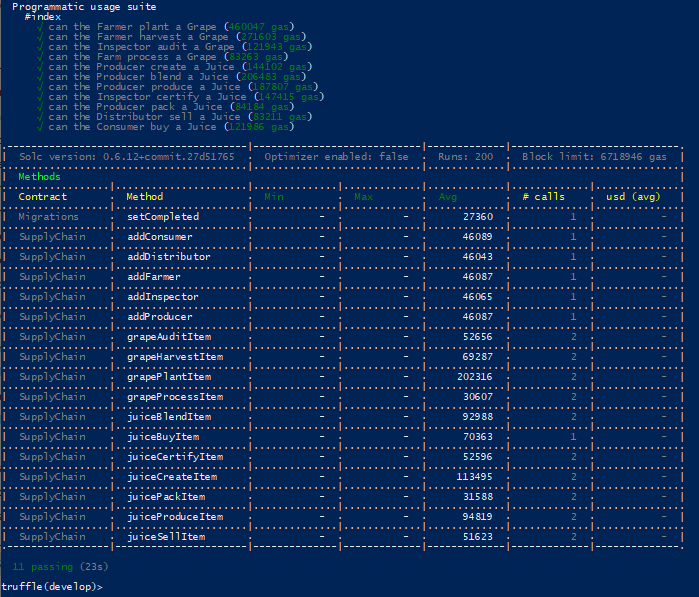 Programmatic usage suite
#index
√ can the Farmer plant a Grape (460047 gas)
√ can the Farmer harvest a Grape (271603 gas)
√ can the Inspector audit a Grape (121943 gas)
√ can the Farm process a Grape (83263 gas)
√ can the Producer create a Juice (144102 gas)
√ can the Producer blend a Juice (206483 gas)
√ can the Producer produce a Juice (187807 gas)
√ can the Inspector certify a Juice (147415 gas)
√ can the Producer pack a Juice (84184 gas)
√ can the Distributor sell a Juice (83211 gas)
√ can the Consumer buy a Juice (121986 gas)
Solc version: 0.6.12+commit.27d51765 Optimizer enabled: false Runs: 200 Block limit: 6718946 gas
Methods
Contract Method Min Max Avg # calls usd (avg)
Migrations setCompleted - - 27360 1 -
SupplyChain addConsumer - - 46089 1 -
SupplyChain addDistributor - - 46043 1 -
SupplyChain addFarmer - - 46087 1 -
SupplyChain addInspector - - 46065 1 -
SupplyChain addProducer - - 46087 1 -
SupplyChain grapeAuditItem - - 52656 2 -
SupplyChain grapeHarvestItem - - 69287 2 -
SupplyChain grapePlantItem - - 202316 2 -
SupplyChain grapeProcessItem - - 30607 2 -
SupplyChain juiceBlendItem - - 92988 2 -
SupplyChain juiceBuyItem - - 70363 1 -
SupplyChain juiceCertifyItem - - 52596 2 -
SupplyChain juiceCreateItem - - 113495 2 -
SupplyChain juicePackItem - - 31588 2 -
SupplyChain juiceProduceItem - - 94819 2 -
SupplyChain juiceSellItem - - 51623 2 -
11 passing (23s)
truffle(develop)>